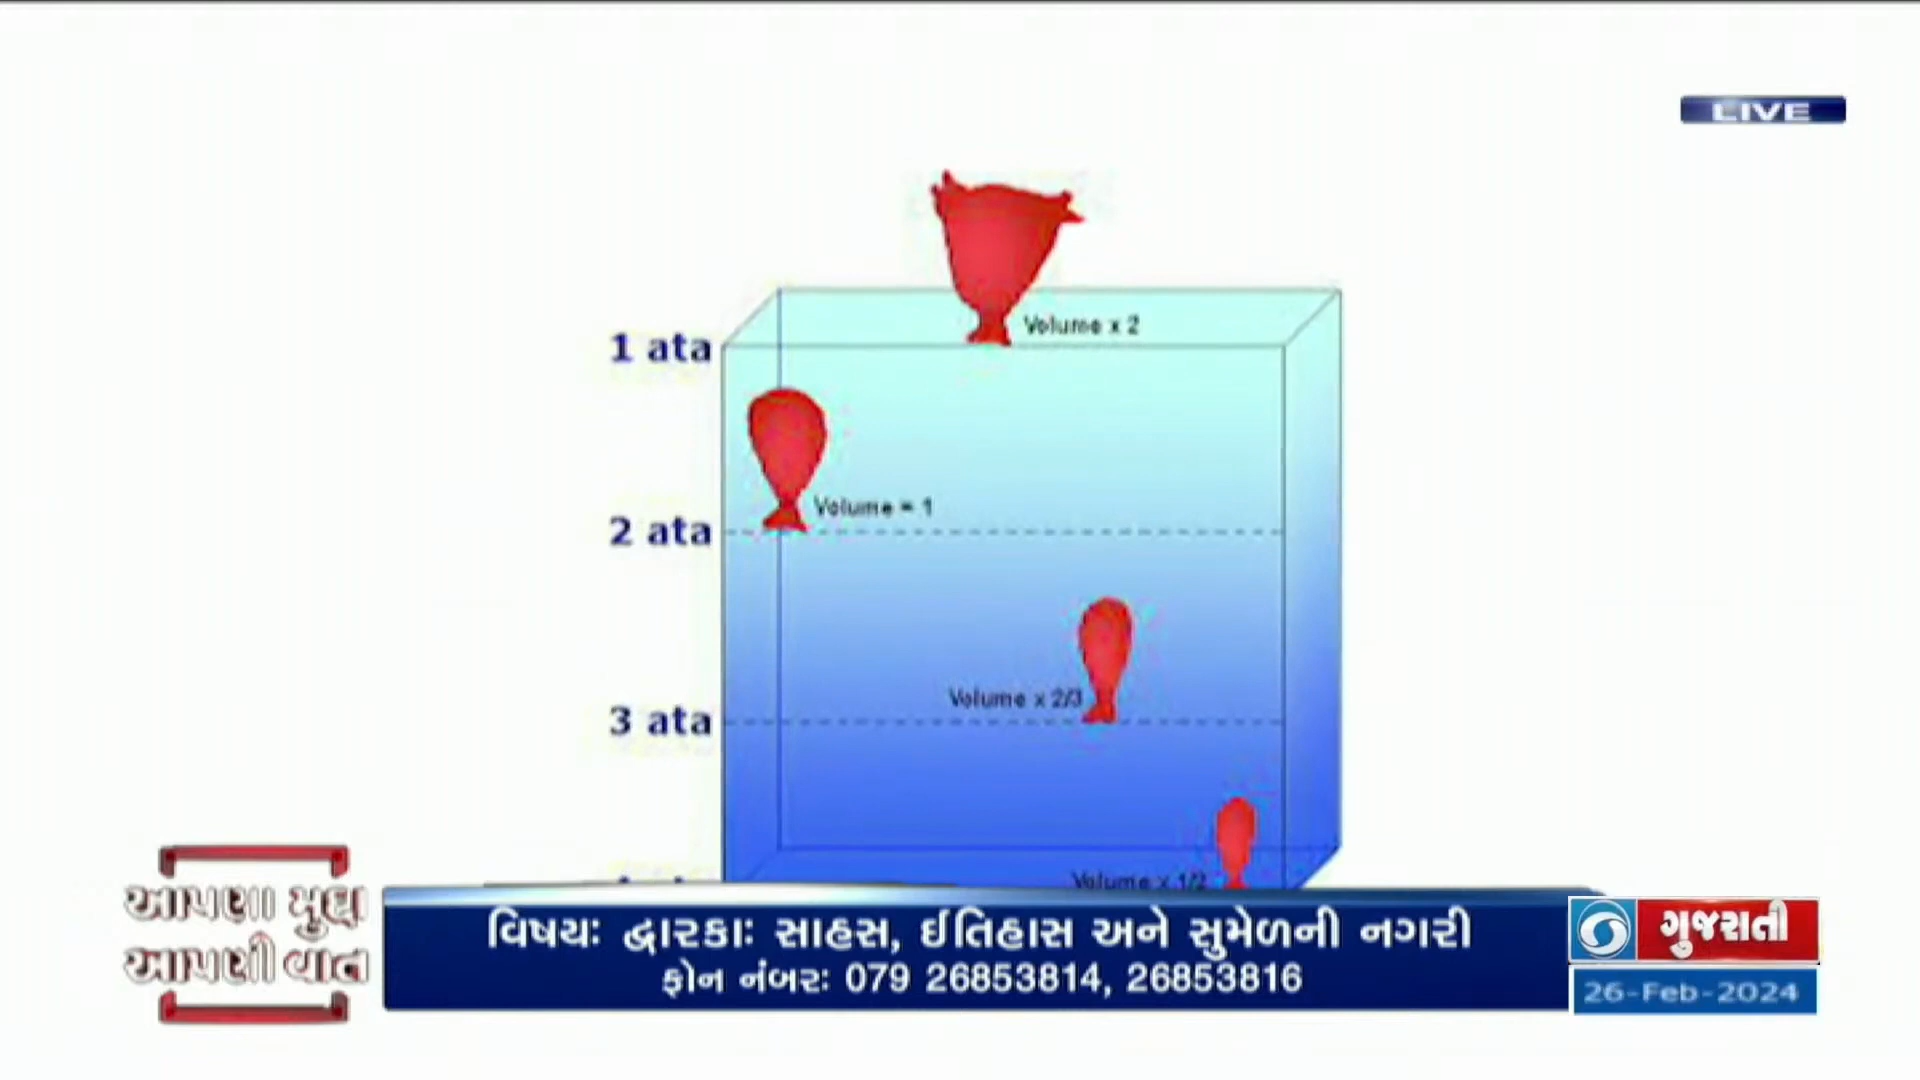 LIVE
Volume x 2
1 ata
Volume = 1
2 ata
Volume x 2/3
3 ata
Volume x 1/2
આપણા મુદ્દા
આપણી વાત
વિષયઃ દ્વારકાઃ સાહસ, ઈતિહાસ અને સુમેળની નગરી
ફોન નંબરઃ 079 26853814, 26853816
ગુજરાતી
26-Feb-2024